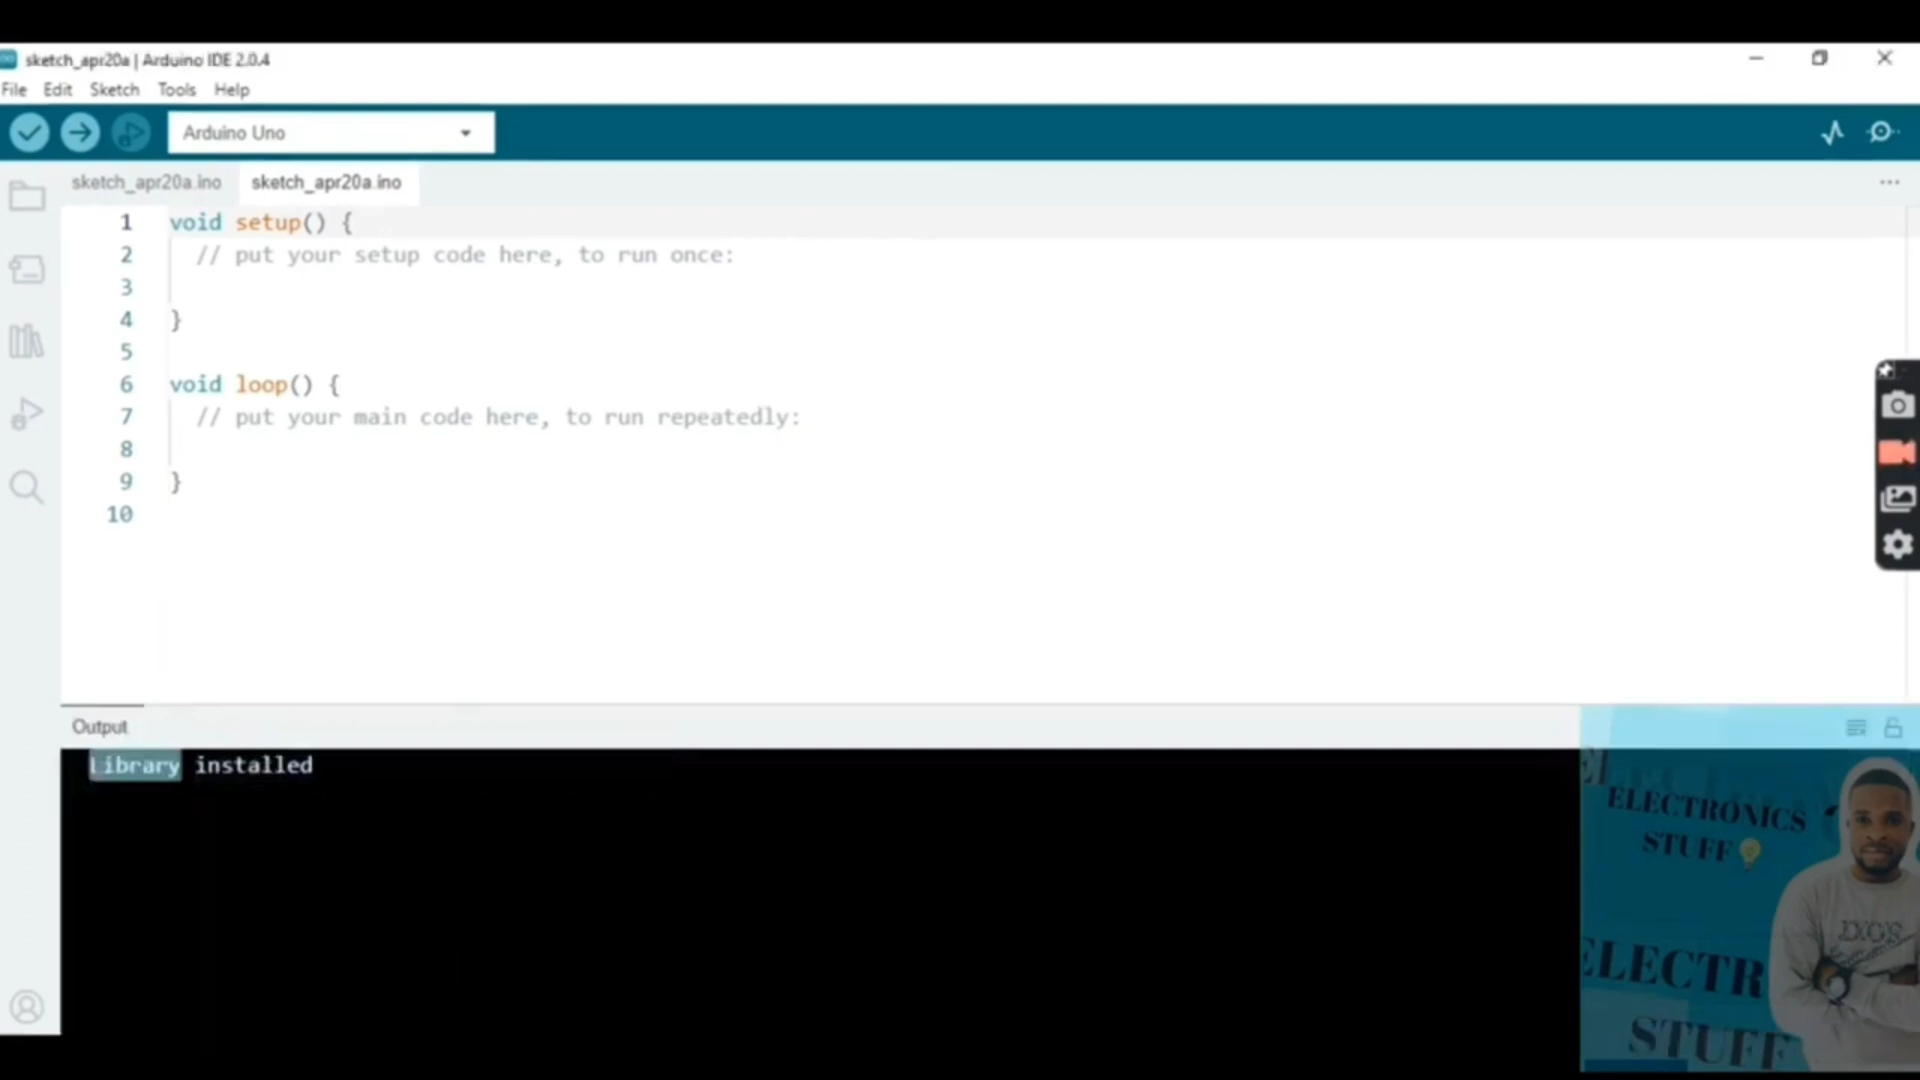 sketch_apr20a | Arduino IDE 2.0.4
File Edit Sketch Tools Help
Arduino Uno
sketch_apr20a.ino sketch_apr20a.ino
1 void setup() {
2 // put your setup code here, to run once:
3
4 }
5
6 void loop() {
7 // put your main code here, to run repeatedly:
8
9 }
10
Output
Library installed
ELECTRONICS
STUFF
ELECTR
STUFF